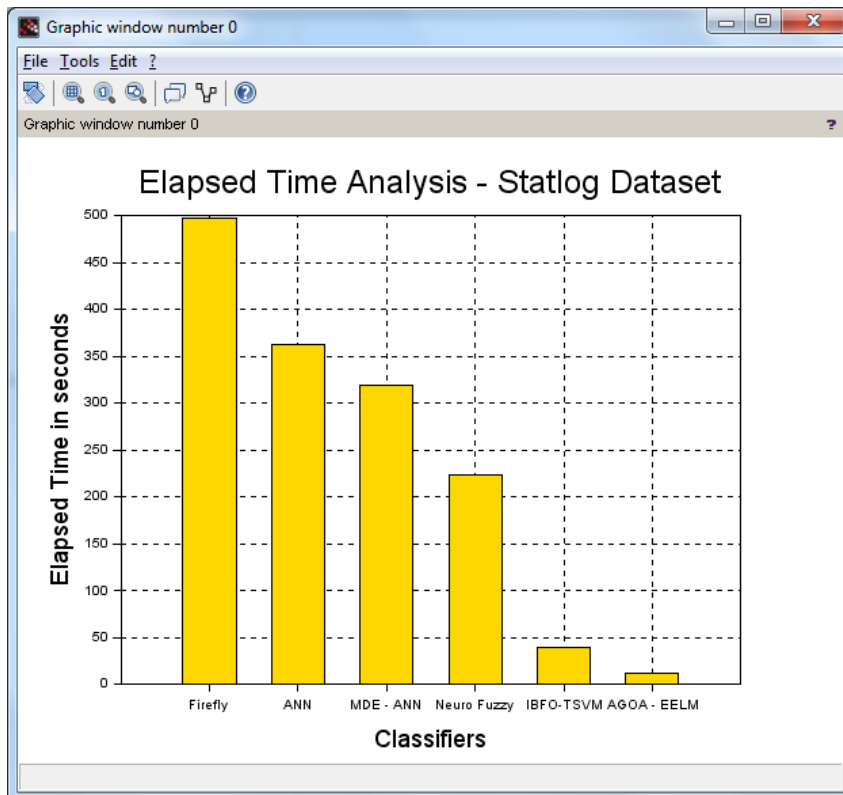 Graphic window number 0
File Tools Edit ?
Graphic window number 0 ?
Elapsed Time Analysis - Statlog Dataset
500
450
400
350
300
250
200
150
100
50
0
Elapsed Time in seconds
Firefly ANN MDE - ANN Neuro Fuzzy IBFO-TSVM AGOA - EELM
Classifiers